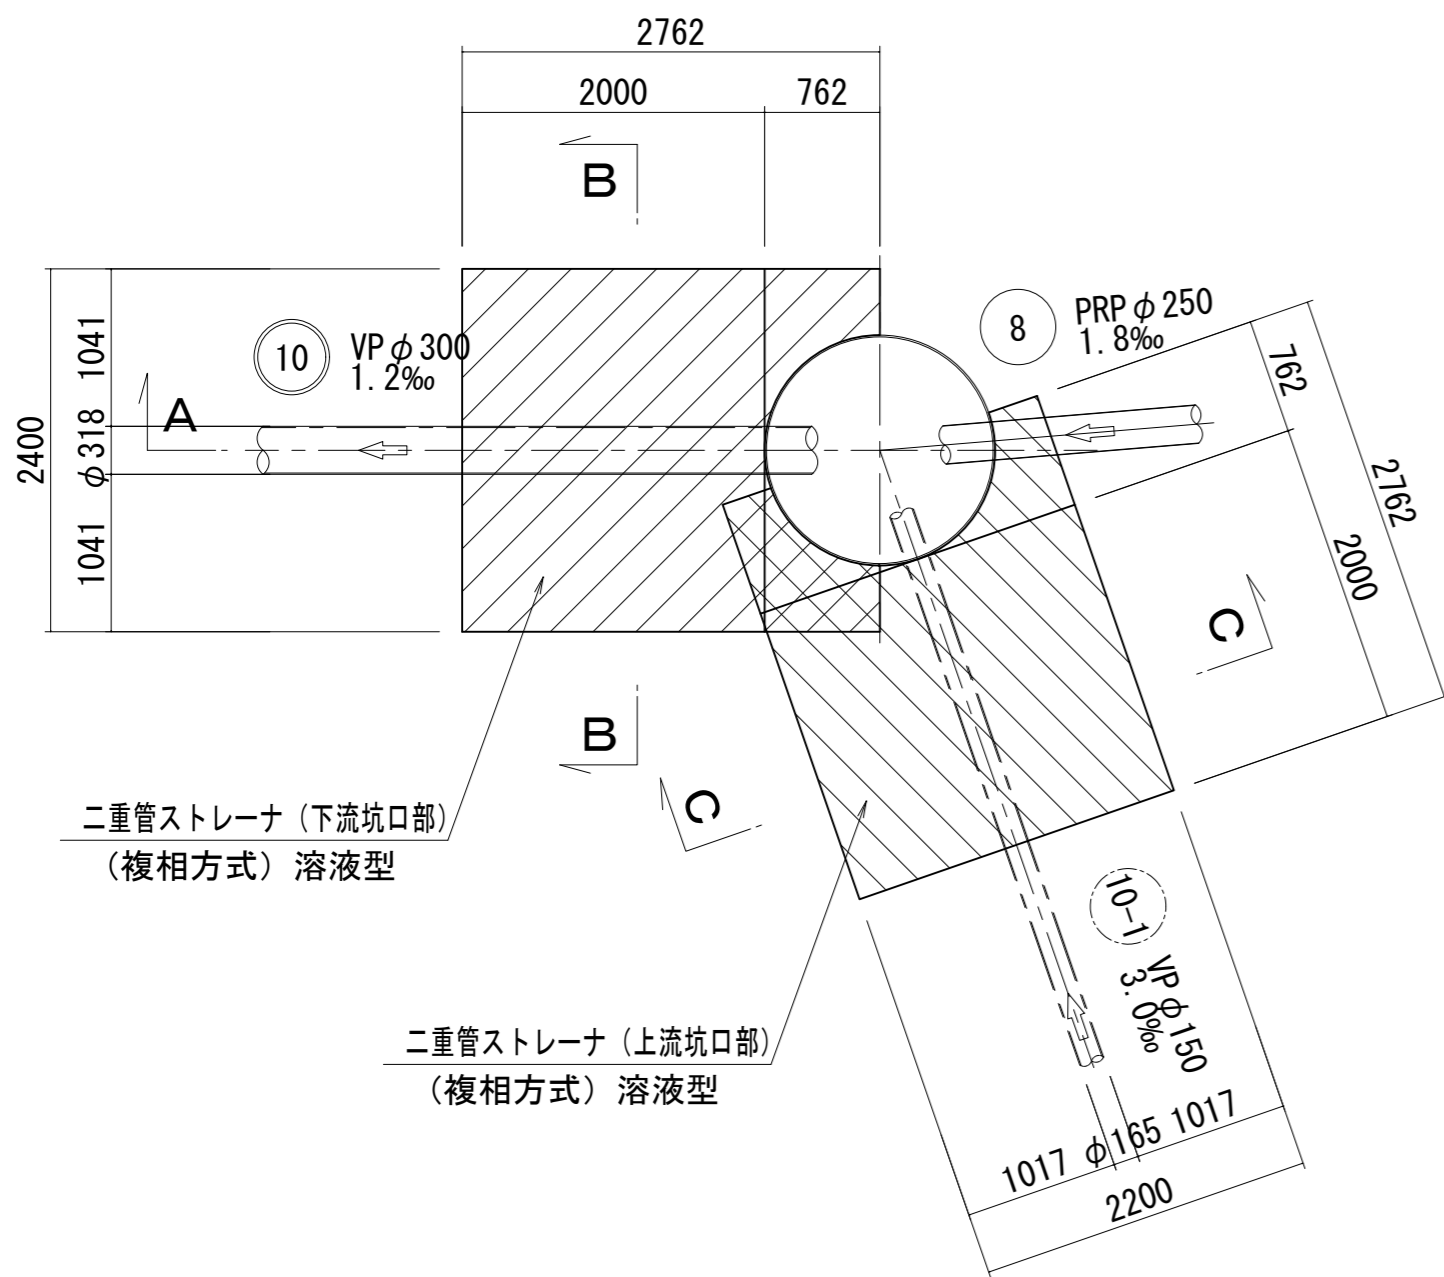 2762
2000
762
B
2400
1041
φ318
1041
10
VPφ300
1.2‰
A
8
PRPφ250
1.8‰
762
2000
2762
C
B
C
二重管ストレーナ（下流坑口部）
（複相方式）溶液型
二重管ストレーナ（上流坑口部）
（複相方式）溶液型
10-1
VPφ150
3.0‰
1017 φ165 1017
2200